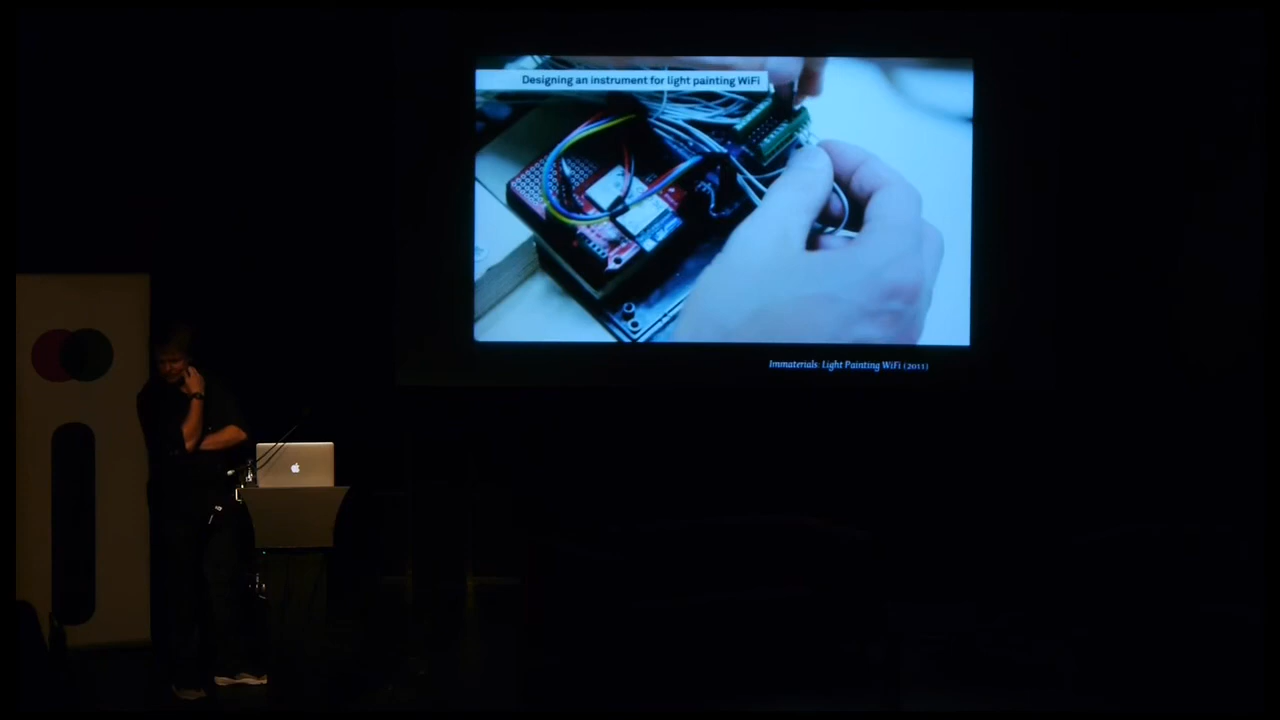 Designing an instrument for light painting WiFi
Immaterials: Light Painting WiFi (2011)